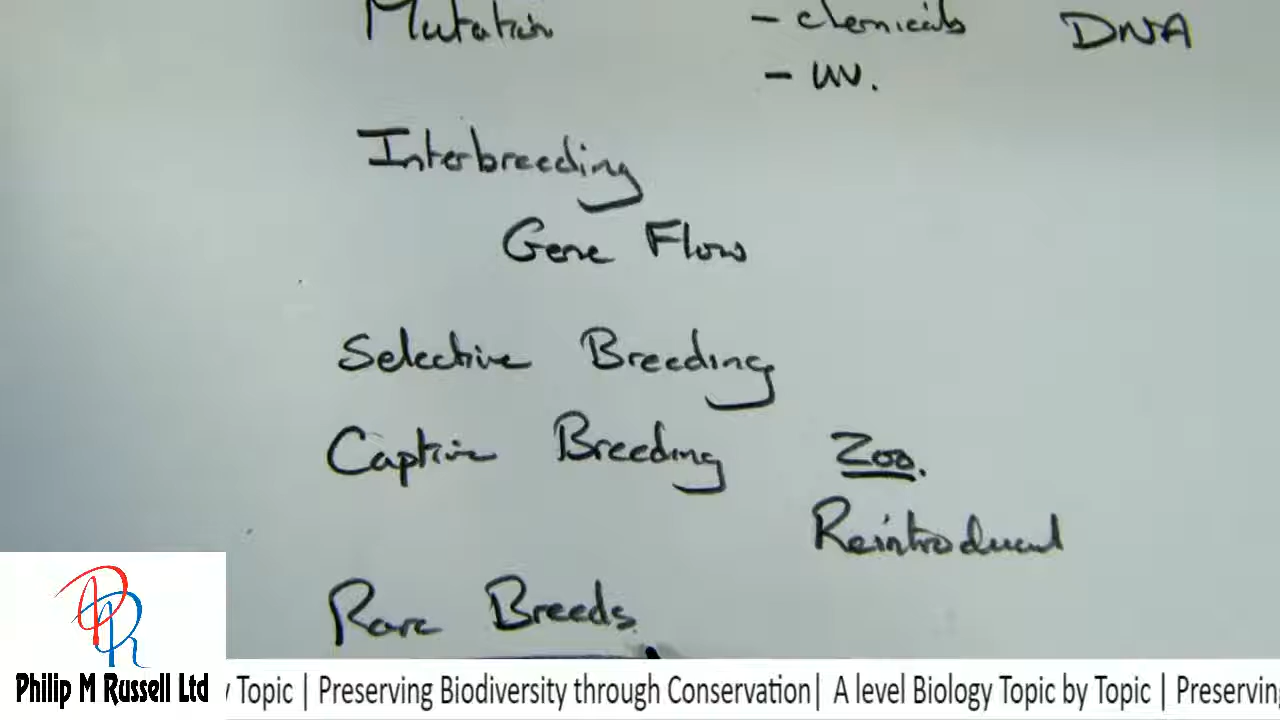 Mutation - chemicals DNA
- UV.
Interbreeding
Gene Flow
Selective Breeding
Captive Breeding Zoo.
Reintroduced
Rare Breeds.
Philip M Russell Ltd
y Topic | Preserving Biodiversity through Conservation| A level Biology Topic by Topic | Preserving